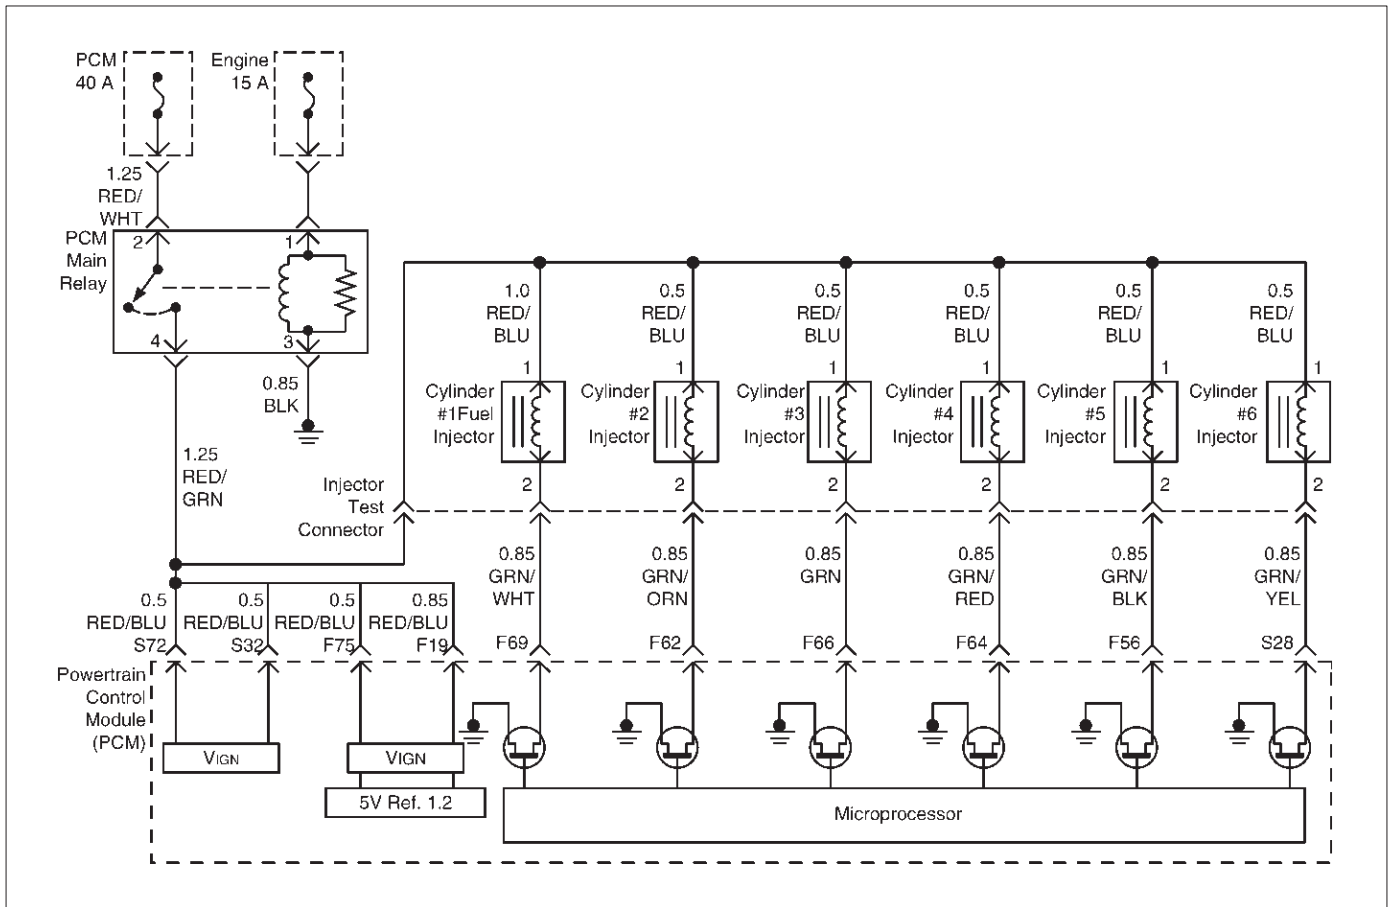 PCM
40 A
Engine
15 A
1.25
RED/
WHT
PCM
Main
Relay
2
1
4
3
0.85
BLK
1.25
RED/
GRN
1.0
RED/
BLU
0.5
RED/
BLU
0.5
RED/
BLU
0.5
RED/
BLU
0.5
RED/
BLU
0.5
RED/
BLU
1
1
1
1
1
1
Cylinder
#1Fuel
Injector
Cylinder
#2
Injector
Cylinder
#3
Injector
Cylinder
#4
Injector
Cylinder
#5
Injector
Cylinder
#6
Injector
2
2
2
2
2
2
Injector
Test
Connector
0.85
GRN/
WHT
0.85
GRN/
ORN
0.85
GRN
0.85
GRN/
RED
0.85
GRN/
BLK
0.85
GRN/
YEL
0.5
RED/BLU
S72
0.5
RED/BLU
S32
0.5
RED/BLU
F75
0.85
RED/BLU
F19
F69
F62
F66
F64
F56
S28
Powertrain
Control
Module
(PCM)
VIGN
VIGN
5V Ref. 1.2
Microprocessor